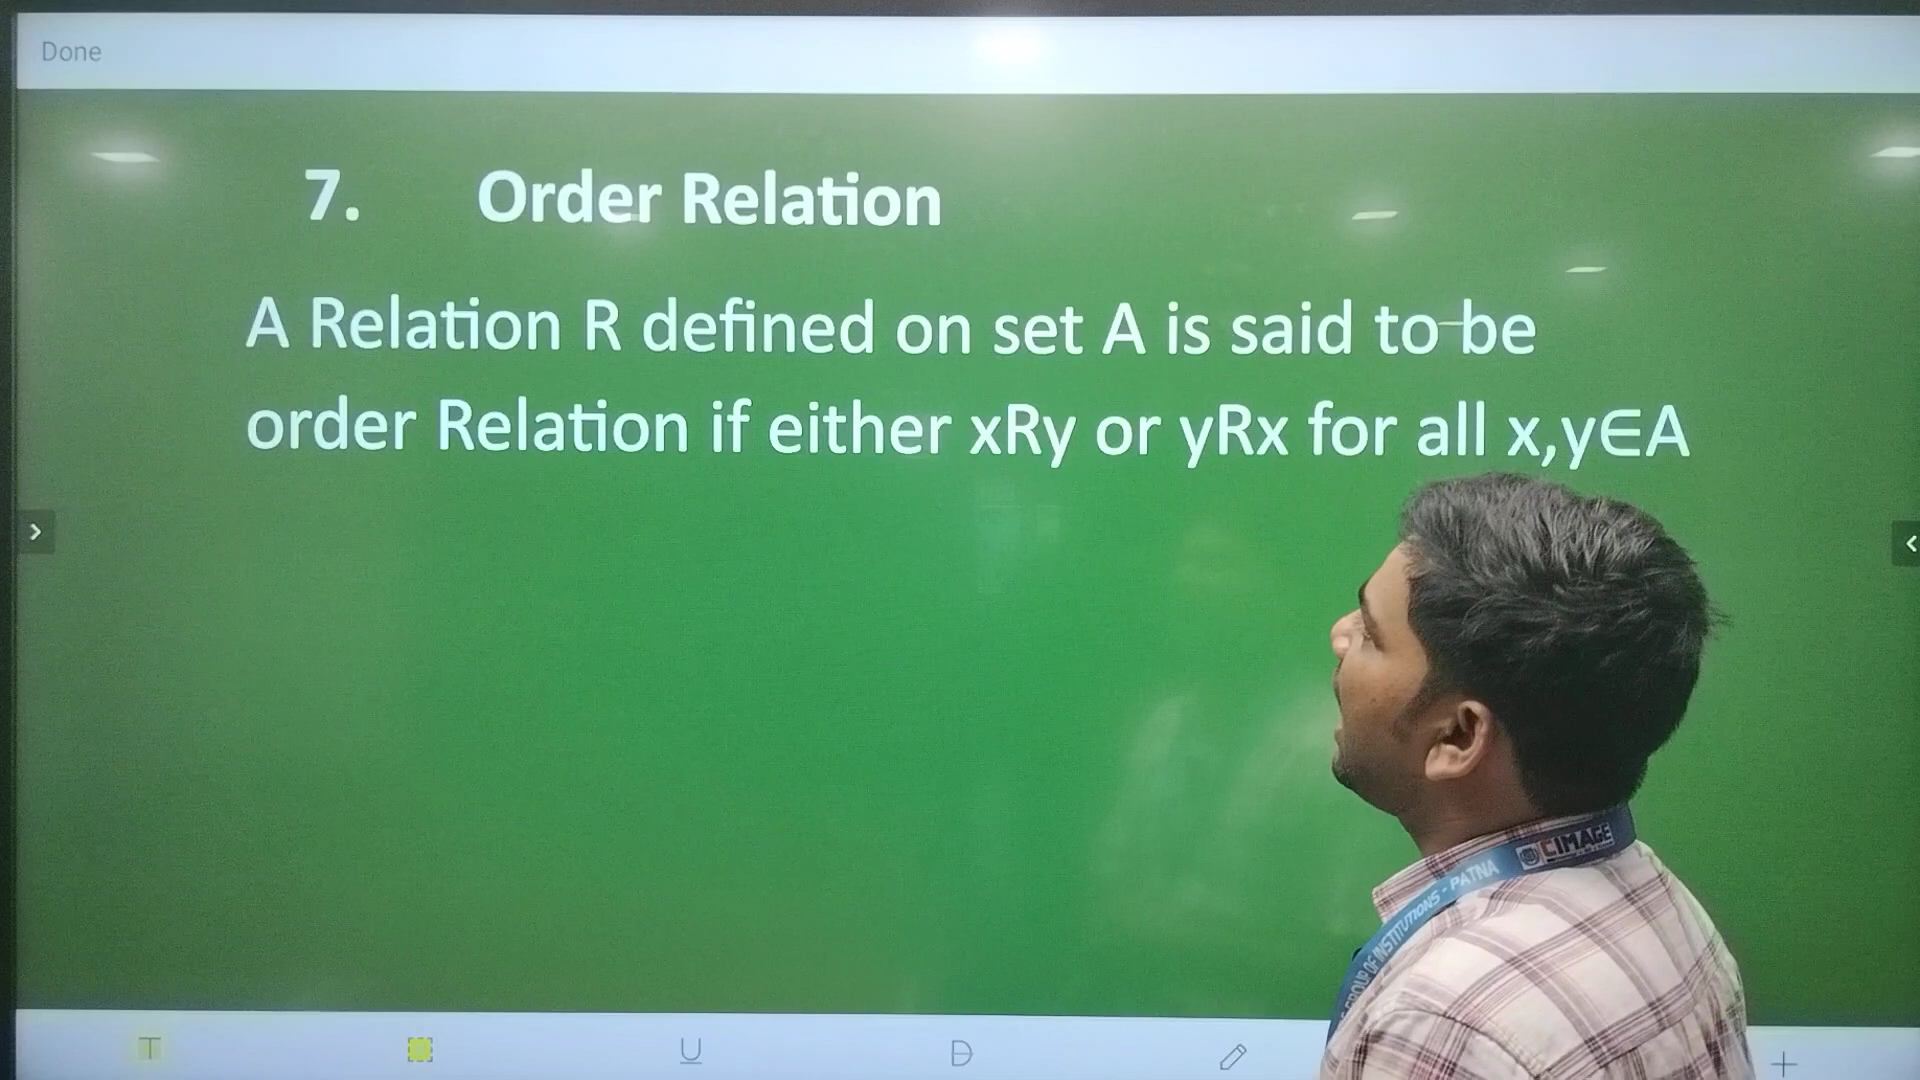 Done
7. Order Relation
A Relation R defined on set A is said to be
order Relation if either xRy or yRx for all x,y∈A
GROUP OF INSTITUTIONS - PATNA
CIMAGE
T
U
D